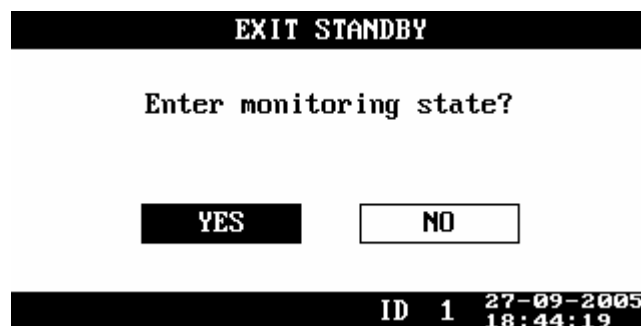 EXIT STANDBY
Enter monitoring state?
YES NO
ID 1 27-09-2005
18:44:19